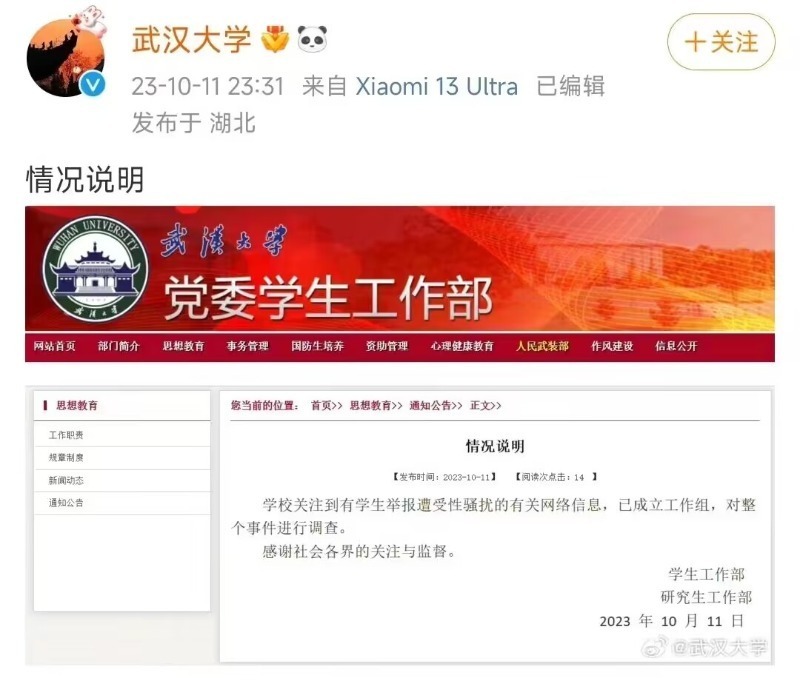 武汉大学
+关注
23-10-11 23:31 来自 Xiaomi 13 Ultra 已编辑
发布于 湖北
情况说明
WUHAN UNIVERSITY
武汉大学
武漢大学
党委学生工作部
网站首页 部门简介 思想教育 事务管理 国防生培养 资助管理 心理健康教育 人民武装部 作风建设 信息公开
思想教育
工作职责
规章制度
新闻动态
通知公告
您当前的位置: 首页>> 思想教育>> 通知公告>> 正文>>
情况说明
【发布时间: 2023-10-11】 【阅读次点击: 14 】
学校关注到有学生举报遭受性骚扰的有关网络信息,已成立工作组,对整
个事件进行调查。
感谢社会各界的关注与监督。
学生工作部
研究生工作部
2023 年 10 月 11 日
@武汉大学